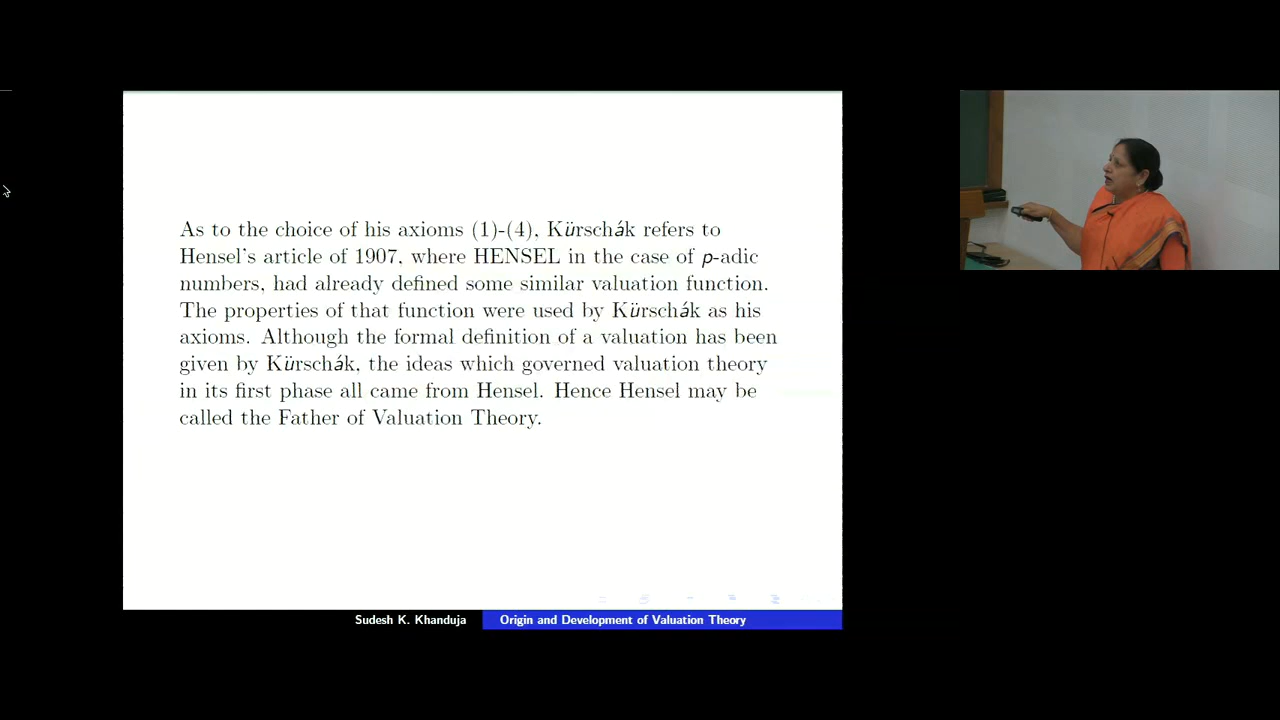 As to the choice of his axioms (1)-(4), Kürschák refers to
Hensel's article of 1907, where HENSEL in the case of p-adic
numbers, had already defined some similar valuation function.
The properties of that function were used by Kürschák as his
axioms. Although the formal definition of a valuation has been
given by Kürschák, the ideas which governed valuation theory
in its first phase all came from Hensel. Hence Hensel may be
called the Father of Valuation Theory.
Sudesh K. Khanduja
Origin and Development of Valuation Theory